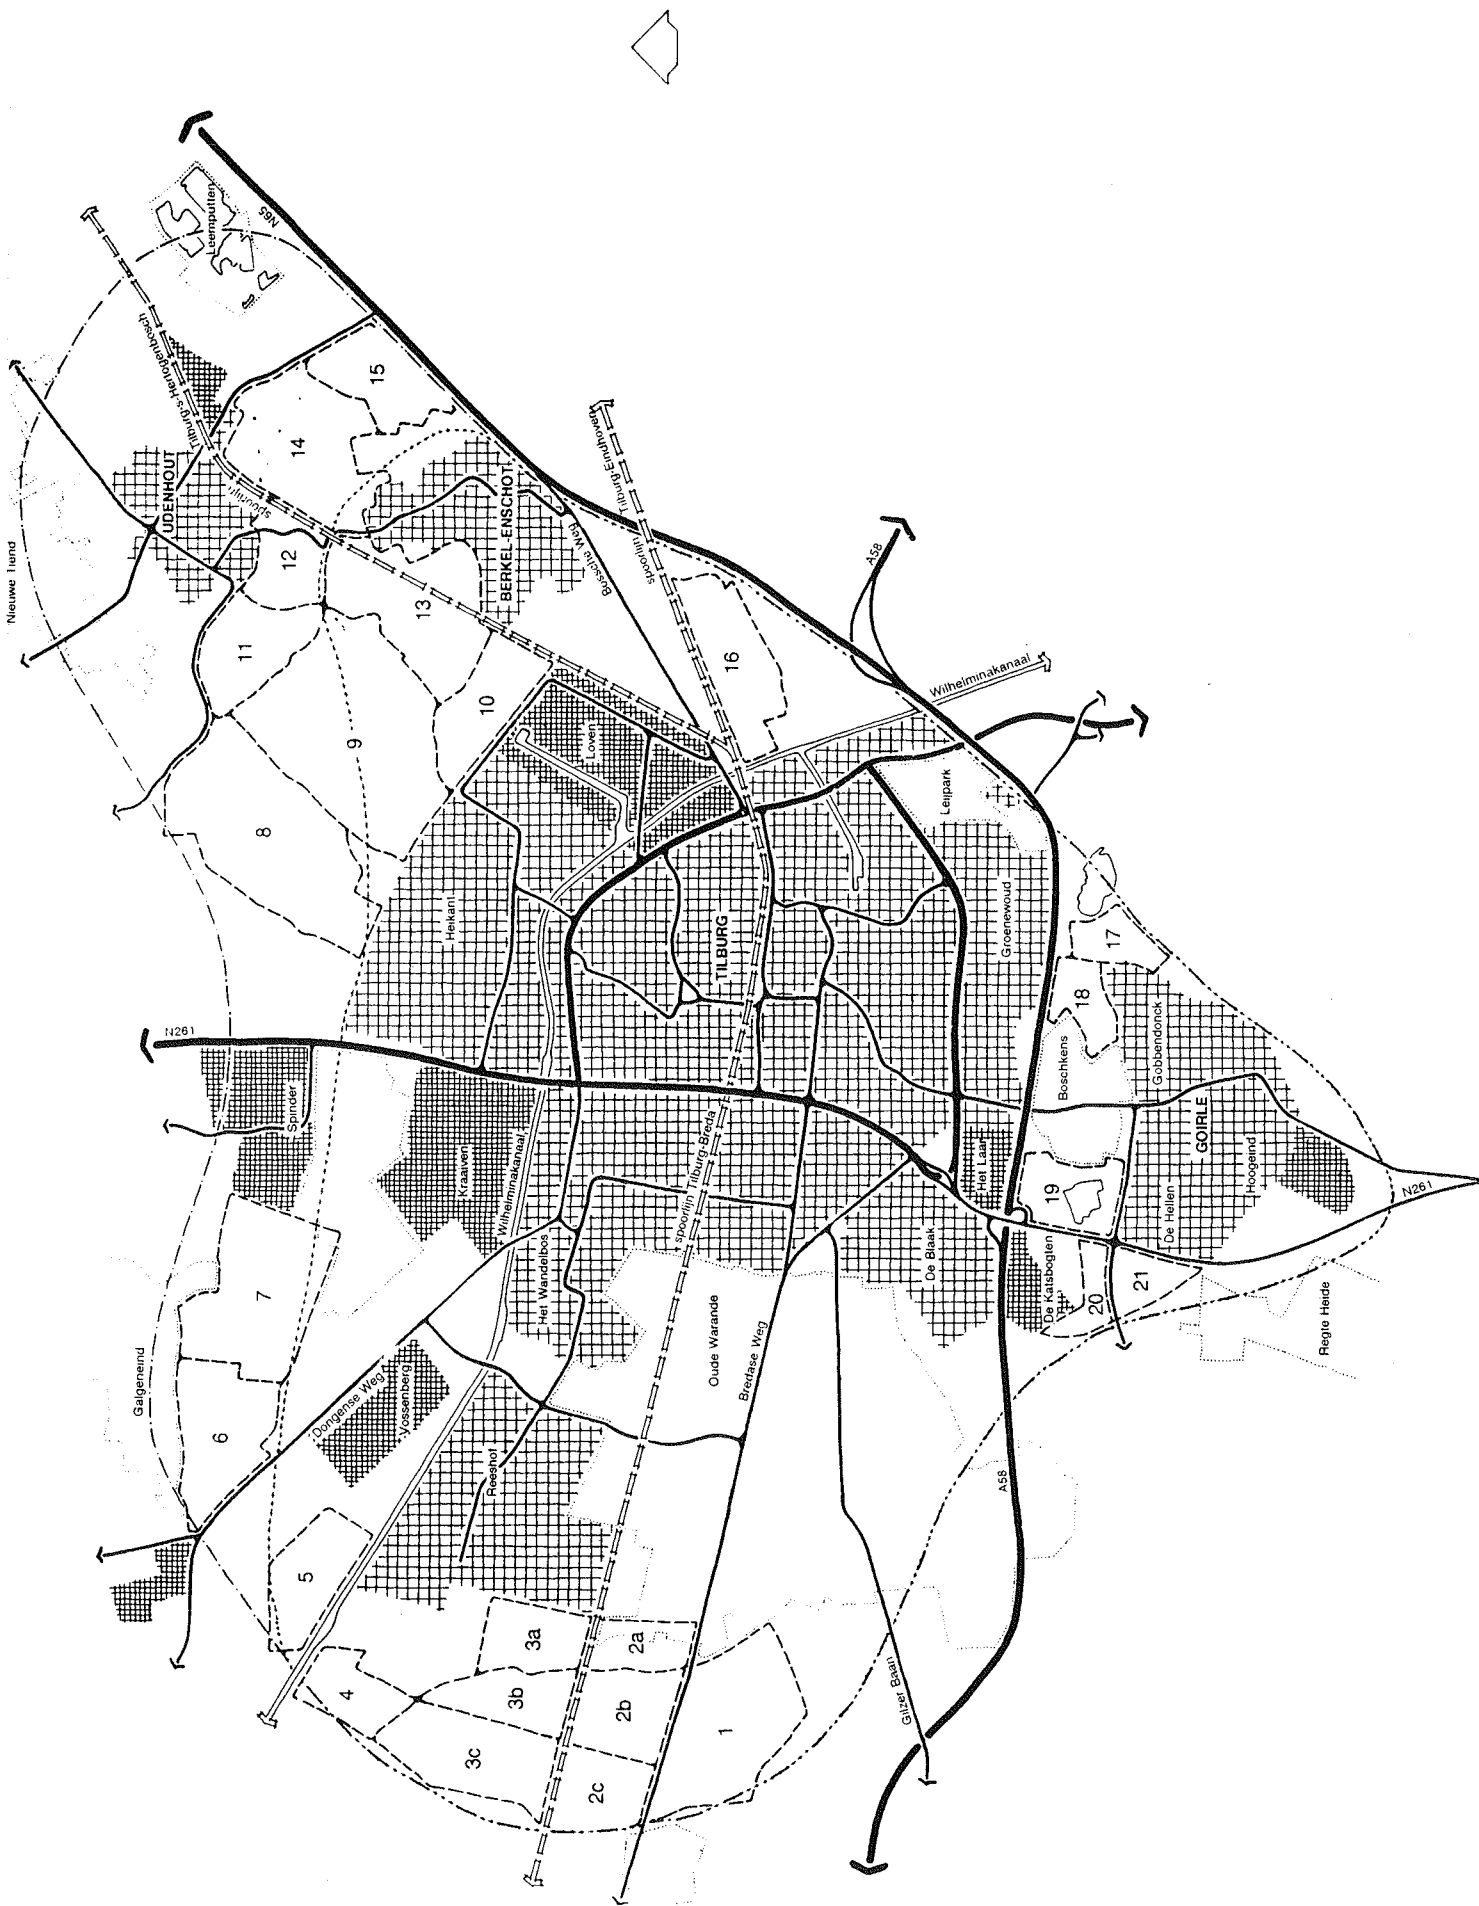 Nieuwe Tiend
Leemputten
N65
spoorlijn Tilburg-s-Hertogenbosch
UDENHOUT
15
14
12
11
13
BERKEL-ENSCHOT
Bossche Weg
spoorlijn Tilburg-Eindhoven
A58
16
10
9
8
Loven
Wilhelminakanaal
Leijpark
Heikant
TILBURG
Groenewoud
17
18
Boschkens
Gobbendonck
GOIRLE
N261
Spinder
Kraaiven
Wilhelminakanaal
spoorlijn Tilburg-Breda
Het Laar
19
Hoogeind
De Hellen
N261
7
Galgeneind
6
Het Wandelbos
De Blaak
De Katsbogten
20
21
Regte Heide
Dongense Weg
Vossenberg
Oude Warande
Bredase Weg
Reeshof
A58
5
4
3a
3b
3c
2a
2b
2c
1
Gilzer Baan